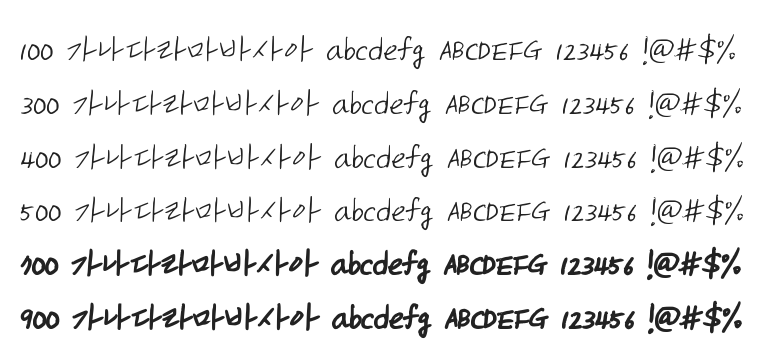 100 가나다라마바사아 abcdefg ABCDEFG 123456 !@#$%
300 가나다라마바사아 abcdefg ABCDEFG 123456 !@#$%
400 가나다라마바사아 abcdefg ABCDEFG 123456 !@#$%
500 가나다라마바사아 abcdefg ABCDEFG 123456 !@#$%
700 가나다라마바사아 abcdefg ABCDEFG 123456 !@#$%
900 가나다라마바사아 abcdefg ABCDEFG 123456 !@#$%